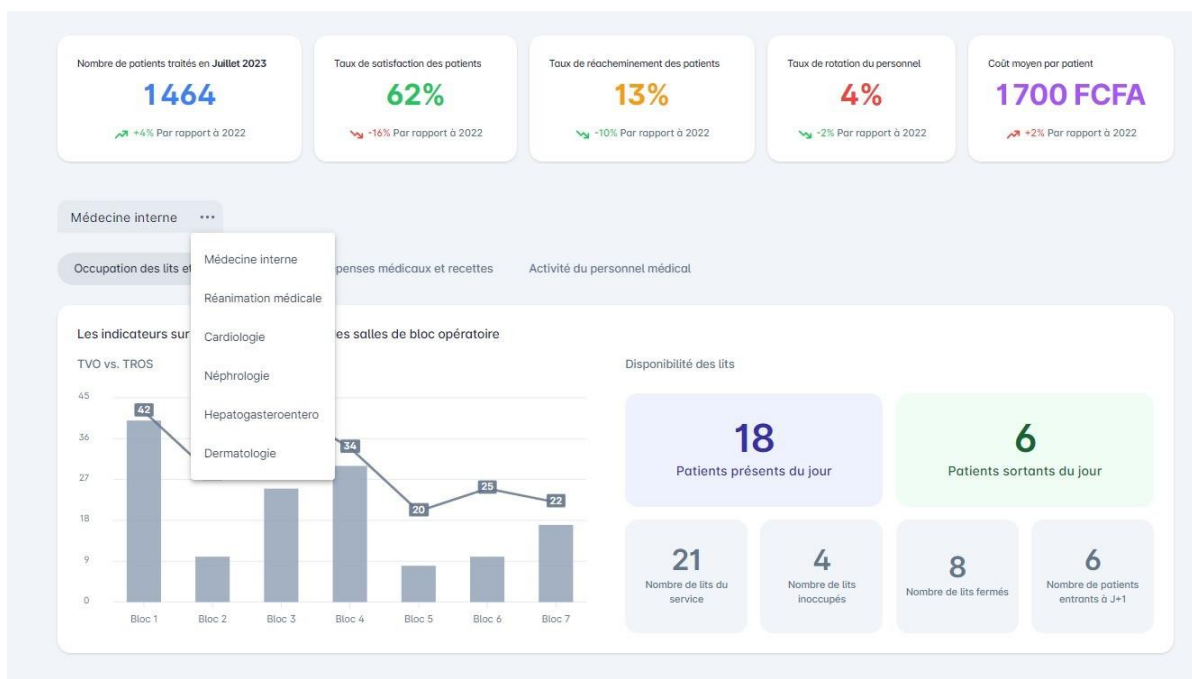 Nombre de patients traités en Juillet 2023
1 464
+4% Par rapport à 2022
Taux de satisfaction des patients
62%
-16% Par rapport à 2022
Taux de réacheminement des patients
13%
-10% Par rapport à 2022
Taux de rotation du personnel
4%
-2% Par rapport à 2022
Coût moyen par patient
1 700 FCFA
+2% Par rapport à 2022
Médecine interne
Médecine interne
Réanimation médicale
Cardiologie
Néphrologie
Hepatogasteroentero
Dermatologie
Occupation des lits et
médicaux et recettes
Activité du personnel médical
Les indicateurs sur
salles de bloc opératoire
TVO vs. TROS
45
36
27
18
9
0
42
34
20
25
22
Bloc 1
Bloc 2
Bloc 3
Bloc 4
Bloc 5
Bloc 6
Bloc 7
Disponibilité des lits
18
Patients présents du jour
6
Patients sortants du jour
21
Nombre de lits du
service
4
Nombre de lits
inoccupés
8
Nombre de lits fermés
6
Nombre de patients
entrants à J+1